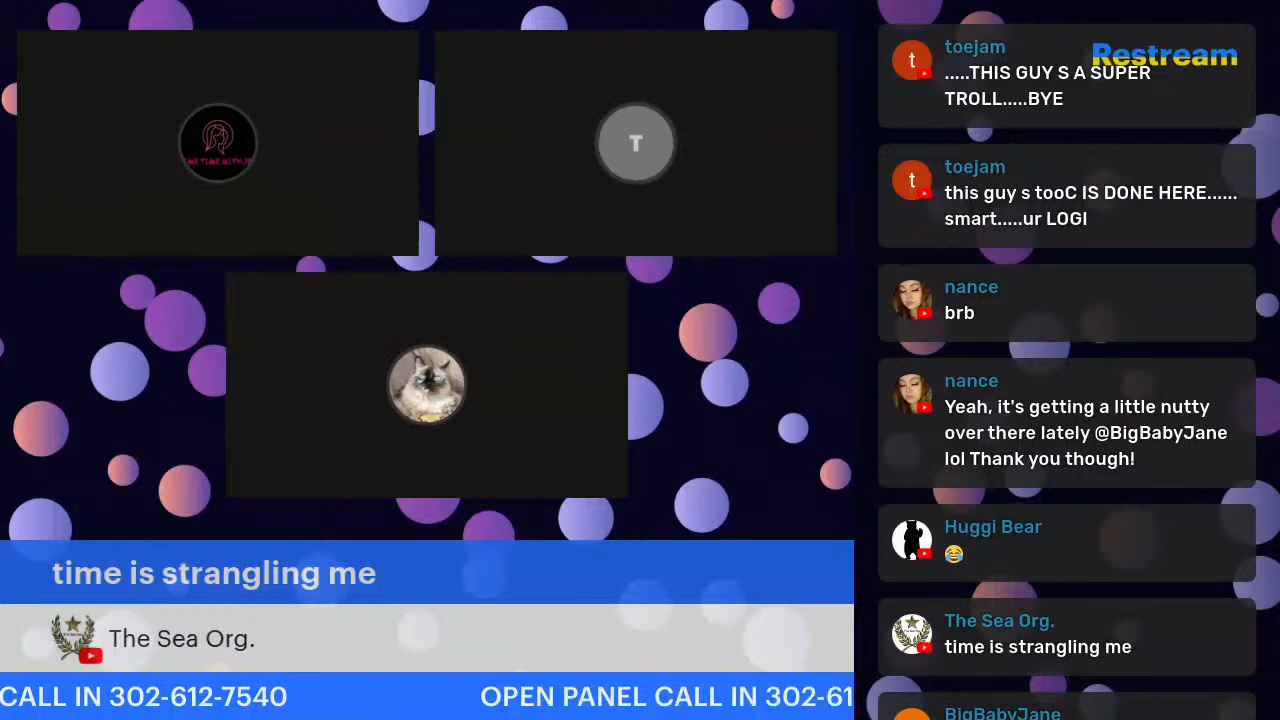 T
time is strangling me
The Sea Org.
CALL IN 302-612-7540
OPEN PANEL CALL IN 302-61
Restream
t
toejam
.....THIS GUY S A SUPER
TROLL.....BYE
t
toejam
this guy s tooC IS DONE HERE......
smart.....ur LOGI
nance
brb
nance
Yeah, it's getting a little nutty
over there lately @BigBabyJane
lol Thank you though!
Huggi Bear
😂
The Sea Org.
time is strangling me
BigBabyJane